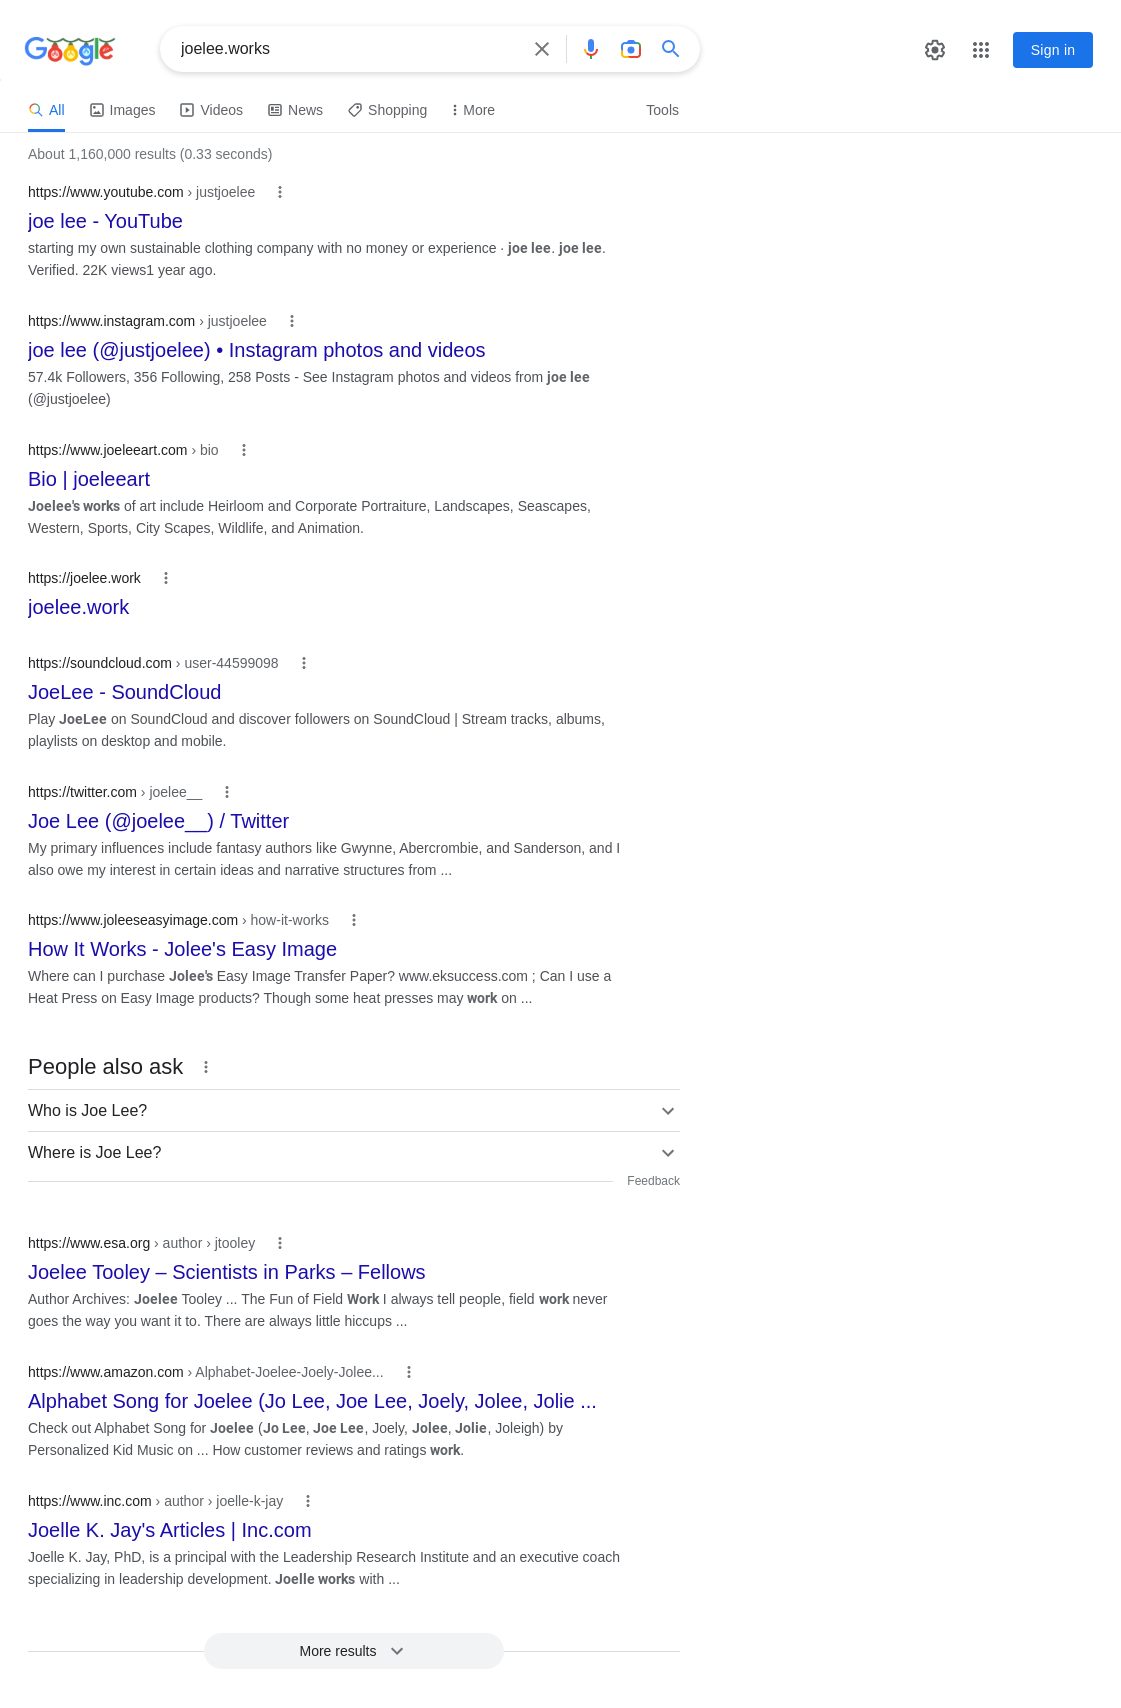 Google
joelee.works
Sign in
All Images Videos News Shopping More Tools
About 1,160,000 results (0.33 seconds)
https://www.youtube.com › justjoelee
joe lee - YouTube
starting my own sustainable clothing company with no money or experience · joe lee. joe lee.
Verified. 22K views1 year ago.
https://www.instagram.com › justjoelee
joe lee (@justjoelee) • Instagram photos and videos
57.4k Followers, 356 Following, 258 Posts - See Instagram photos and videos from joe lee
(@justjoelee)
https://www.joeleeart.com › bio
Bio | joeleeart
Joelee's works of art include Heirloom and Corporate Portraiture, Landscapes, Seascapes,
Western, Sports, City Scapes, Wildlife, and Animation.
https://joelee.work
joelee.work
https://soundcloud.com › user-44599098
JoeLee - SoundCloud
Play JoeLee on SoundCloud and discover followers on SoundCloud | Stream tracks, albums,
playlists on desktop and mobile.
https://twitter.com › joelee__
Joe Lee (@joelee__) / Twitter
My primary influences include fantasy authors like Gwynne, Abercrombie, and Sanderson, and I
also owe my interest in certain ideas and narrative structures from ...
https://www.joleeseasyimage.com › how-it-works
How It Works - Jolee's Easy Image
Where can I purchase Jolee's Easy Image Transfer Paper? www.eksuccess.com ; Can I use a
Heat Press on Easy Image products? Though some heat presses may work on ...
People also ask
Who is Joe Lee?
Where is Joe Lee?
Feedback
https://www.esa.org › author › jtooley
Joelee Tooley – Scientists in Parks – Fellows
Author Archives: Joelee Tooley ... The Fun of Field Work I always tell people, field work never
goes the way you want it to. There are always little hiccups ...
https://www.amazon.com › Alphabet-Joelee-Joely-Jolee...
Alphabet Song for Joelee (Jo Lee, Joe Lee, Joely, Jolee, Jolie ...
Check out Alphabet Song for Joelee (Jo Lee, Joe Lee, Joely, Jolee, Jolie, Joleigh) by
Personalized Kid Music on ... How customer reviews and ratings work.
https://www.inc.com › author › joelle-k-jay
Joelle K. Jay's Articles | Inc.com
Joelle K. Jay, PhD, is a principal with the Leadership Research Institute and an executive coach
specializing in leadership development. Joelle works with ...
More results